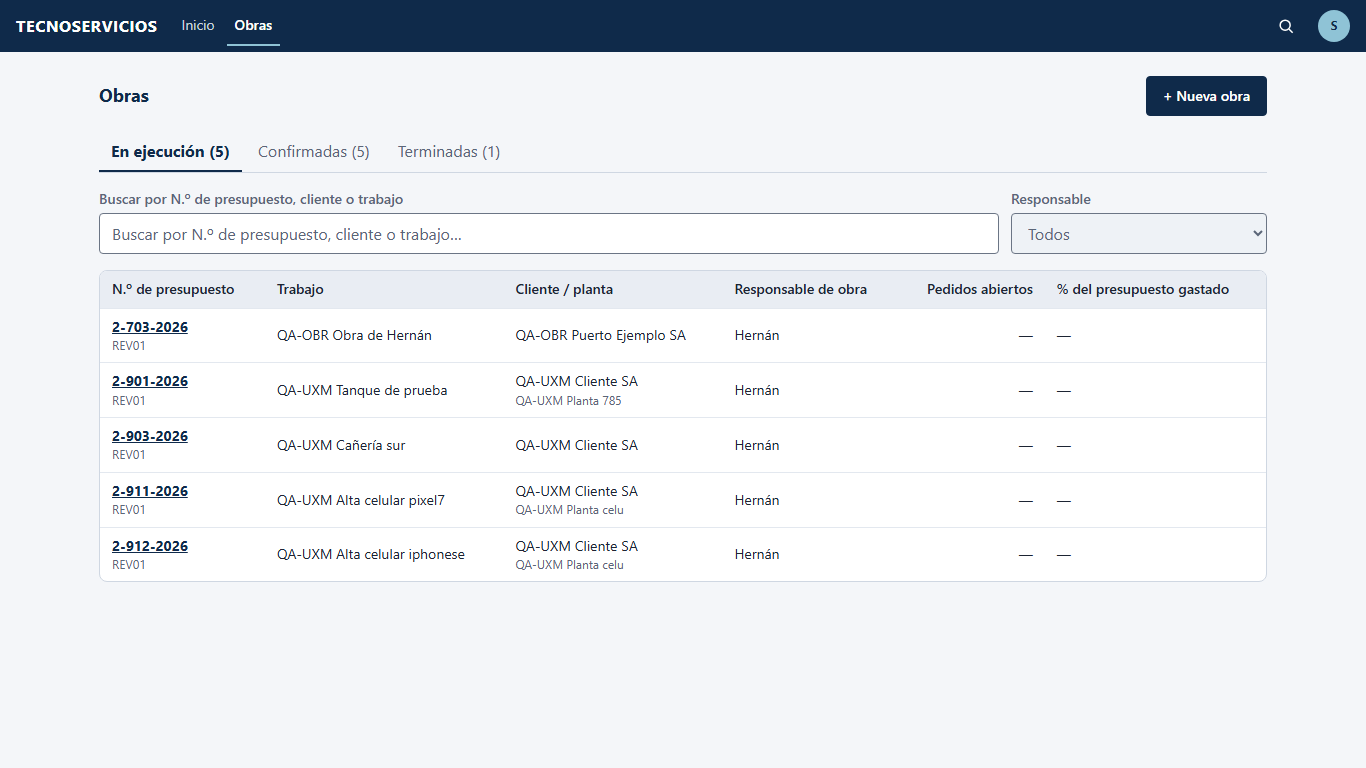 TECNOSERVICIOS Inicio Obras S
Obras
+ Nueva obra
En ejecución (5) Confirmadas (5) Terminadas (1)
Buscar por N.º de presupuesto, cliente o trabajo Responsable
Buscar por N.º de presupuesto, cliente o trabajo... Todos
N.º de presupuesto Trabajo Cliente / planta Responsable de obra Pedidos abiertos % del presupuesto gastado
2-703-2026
REV01
QA-OBR Obra de Hernán
QA-OBR Puerto Ejemplo SA
Hernán
— —
2-901-2026
REV01
QA-UXM Tanque de prueba
QA-UXM Cliente SA
QA-UXM Planta 785
Hernán
— —
2-903-2026
REV01
QA-UXM Cañería sur
QA-UXM Cliente SA
Hernán
— —
2-911-2026
REV01
QA-UXM Alta celular pixel7
QA-UXM Cliente SA
QA-UXM Planta celu
Hernán
— —
2-912-2026
REV01
QA-UXM Alta celular iphonese
QA-UXM Cliente SA
QA-UXM Planta celu
Hernán
— —